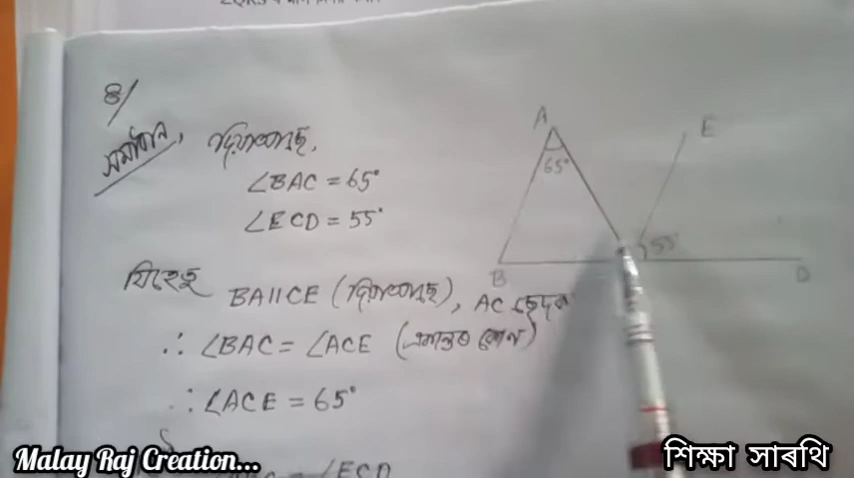 8/
সমাধান, দিয়া আছে,
∠BAC = 65°
∠ECD = 55°
যিহেতু BA||CE (দিয়া আছে), AC ছেদক
∴ ∠BAC = ∠ACE (একান্তৰ কোণ)
∴ ∠ACE = 65°
= ∠ECD
A
65°
E
55°
B
D
Malay Raj Creation...
শিক্ষা সাৰথি